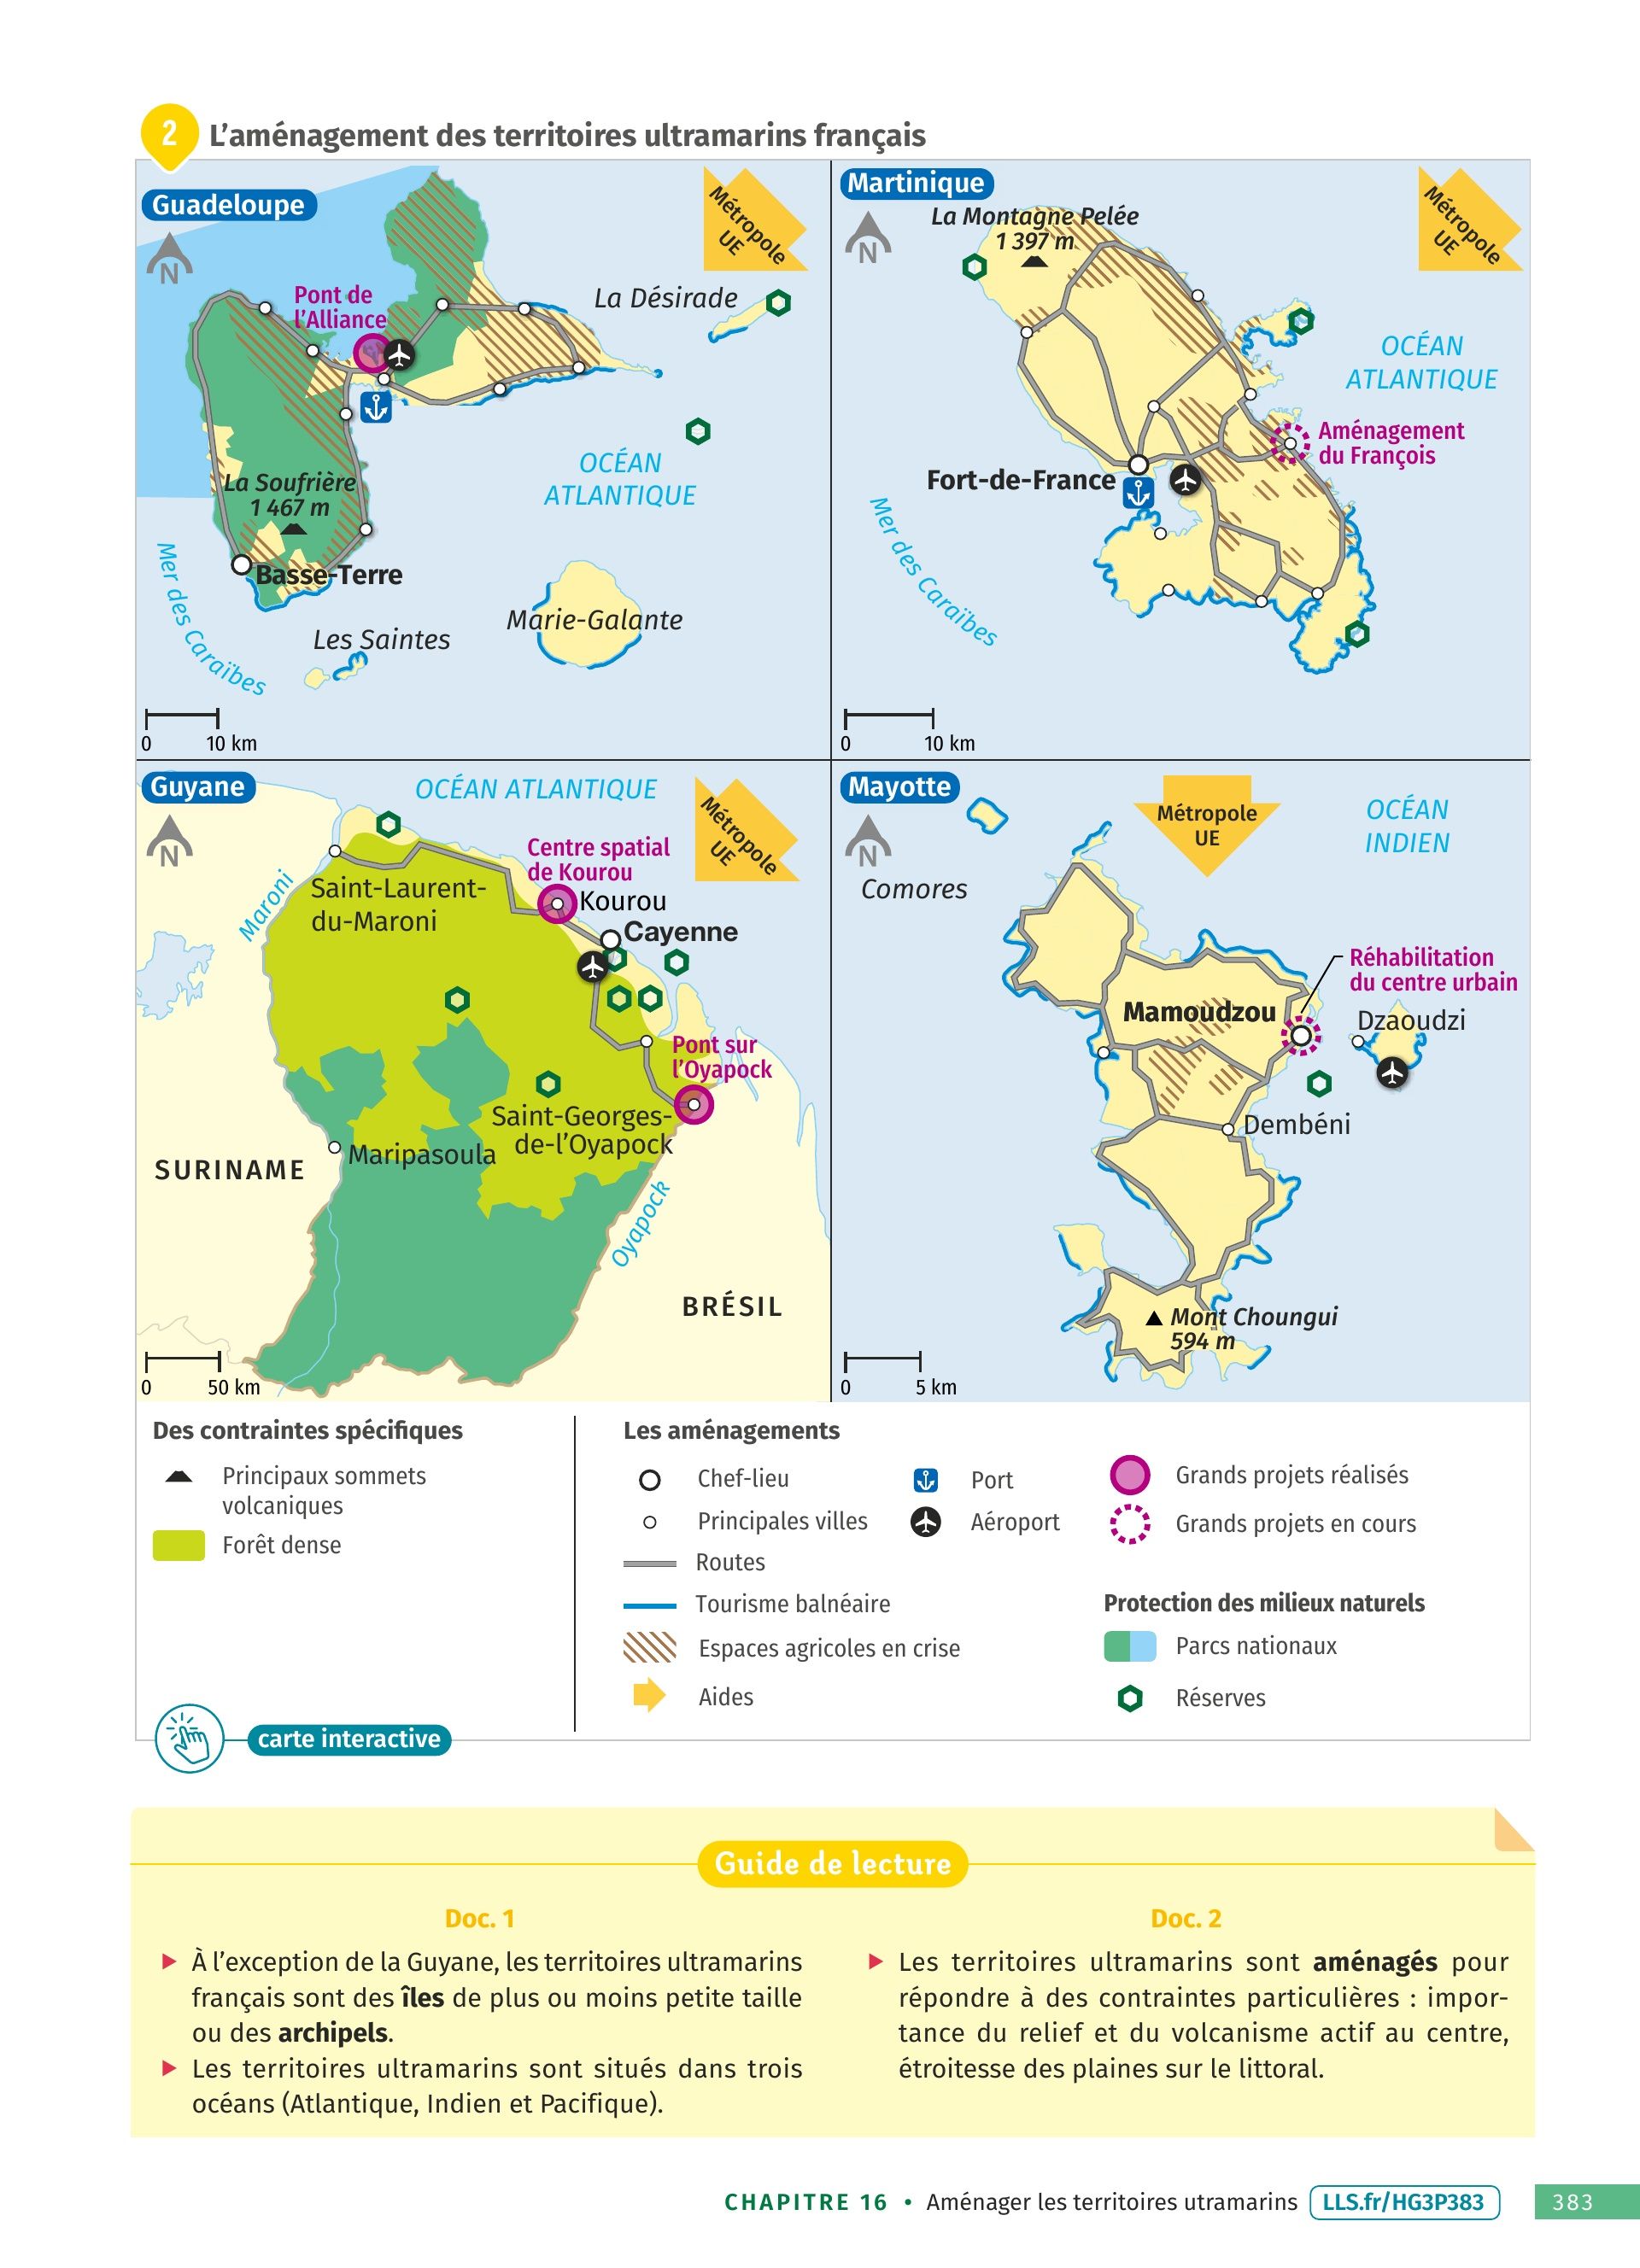 2
L'aménagement des territoires ultramarins français
Guadeloupe
N
Métropole
UE
Pont de
l'Alliance
La Désirade
OCÉAN
ATLANTIQUE
La Soufrière
1 467 m
Basse-Terre
Mer des Caraïbes
Les Saintes
Marie-Galante
0 10 km
Martinique
N
La Montagne Pelée
1 397 m
Métropole
UE
OCÉAN
ATLANTIQUE
Aménagement
du François
Fort-de-France
Mer des Caraïbes
0 10 km
Guyane
N
OCÉAN ATLANTIQUE
Métropole
UE
Centre spatial
de Kourou
Kourou
Maroni
Saint-Laurent-
du-Maroni
Cayenne
Pont sur
l'Oyapock
Saint-Georges-
de-l'Oyapock
Maripasoula
SURINAME
Oyapock
BRÉSIL
0 50 km
Mayotte
N
Métropole
UE
OCÉAN
INDIEN
Comores
Réhabilitation
du centre urbain
Mamoudzou
Dzaoudzi
Dembéni
Mont Choungui
594 m
0 5 km
Des contraintes spécifiques
Principaux sommets
volcaniques
Forêt dense
Les aménagements
Chef-lieu
Principales villes
Routes
Tourisme balnéaire
Espaces agricoles en crise
Aides
Port
Aéroport
Grands projets réalisés
Grands projets en cours
Protection des milieux naturels
Parcs nationaux
Réserves
carte interactive
Guide de lecture
Doc. 1
À l'exception de la Guyane, les territoires ultramarins
français sont des îles de plus ou moins petite taille
ou des archipels.
Les territoires ultramarins sont situés dans trois
océans (Atlantique, Indien et Pacifique).
Doc. 2
Les territoires ultramarins sont aménagés pour
répondre à des contraintes particulières : impor-
tance du relief et du volcanisme actif au centre,
étroitesse des plaines sur le littoral.
CHAPITRE 16 • Aménager les territoires utramarins LLS.fr/HG3P383 383